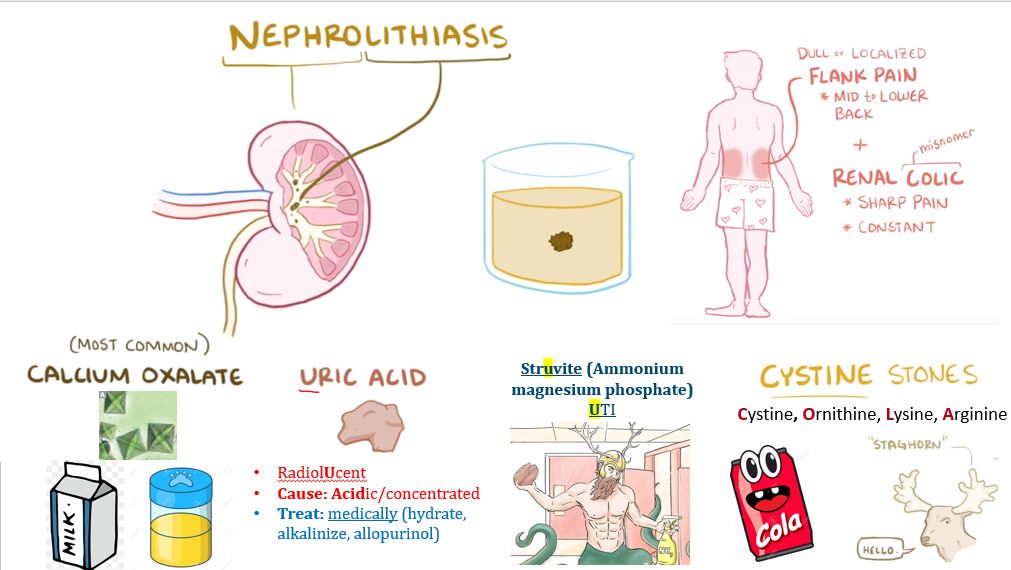 NEPHROLITHIASIS
DULL or LOCALIZED
FLANK PAIN
* MID to LOWER
BACK
+
misnomer
RENAL COLIC
* SHARP PAIN
* CONSTANT
(MOST COMMON)
CALCIUM OXALATE
A
MILK
URIC ACID
• RadiolUcent
• Cause: Acidic/concentrated
• Treat: medically (hydrate,
alkalinize, allopurinol)
Struvite (Ammonium
magnesium phosphate)
UTI
NH3
CYSTINE STONES
Cystine, Ornithine, Lysine, Arginine
Cola
"STAGHORN"
HELLO.